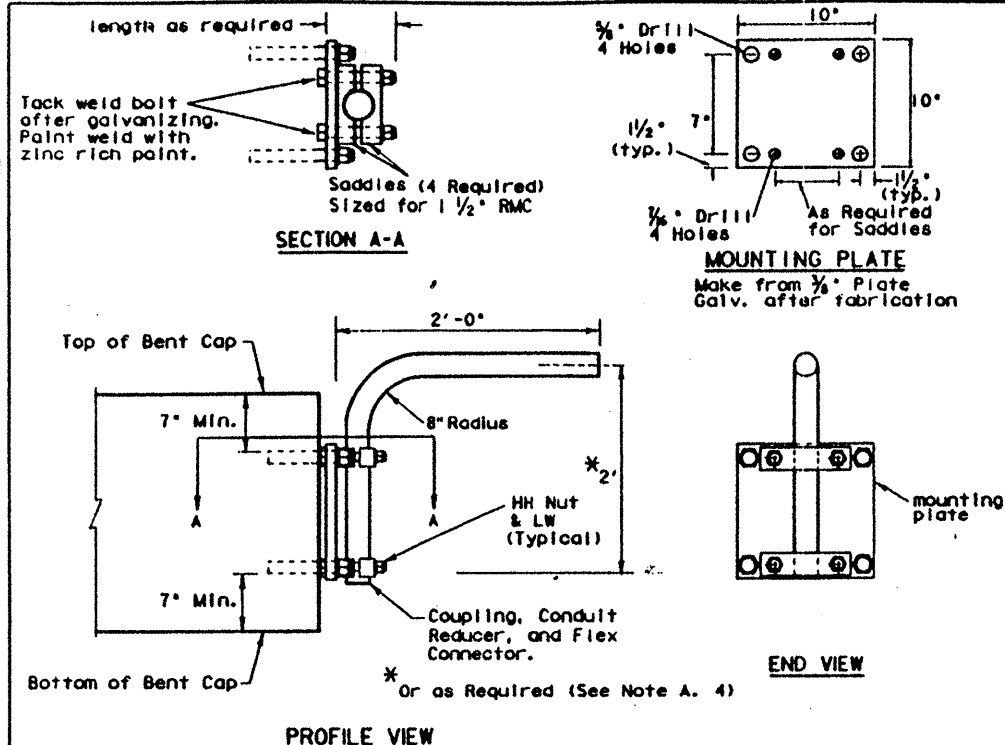 length as required
Tack weld bolt
after galvanizing.
Paint weld with
zinc rich paint.
Saddles (4 Required)
Sized for 1 1/2" RMC
SECTION A-A
5/8" Drill
4 Holes
10"
7"
10"
1 1/2"
(typ.)
1 1/2"
(typ.)
7/16" Drill
4 Holes
As Required
for Saddles
MOUNTING PLATE
Make from 3/8" Plate
Galv. after fabrication
2'-0"
Top of Bent Cap
7" Min.
8" Radius
*2'
A
A
HH Nut
& LW
(Typical)
7" Min.
Coupling, Conduit
Reducer, and Flex
Connector.
Bottom of Bent Cap
*Or as Required (See Note A. 4)
PROFILE VIEW
mounting
plate
END VIEW